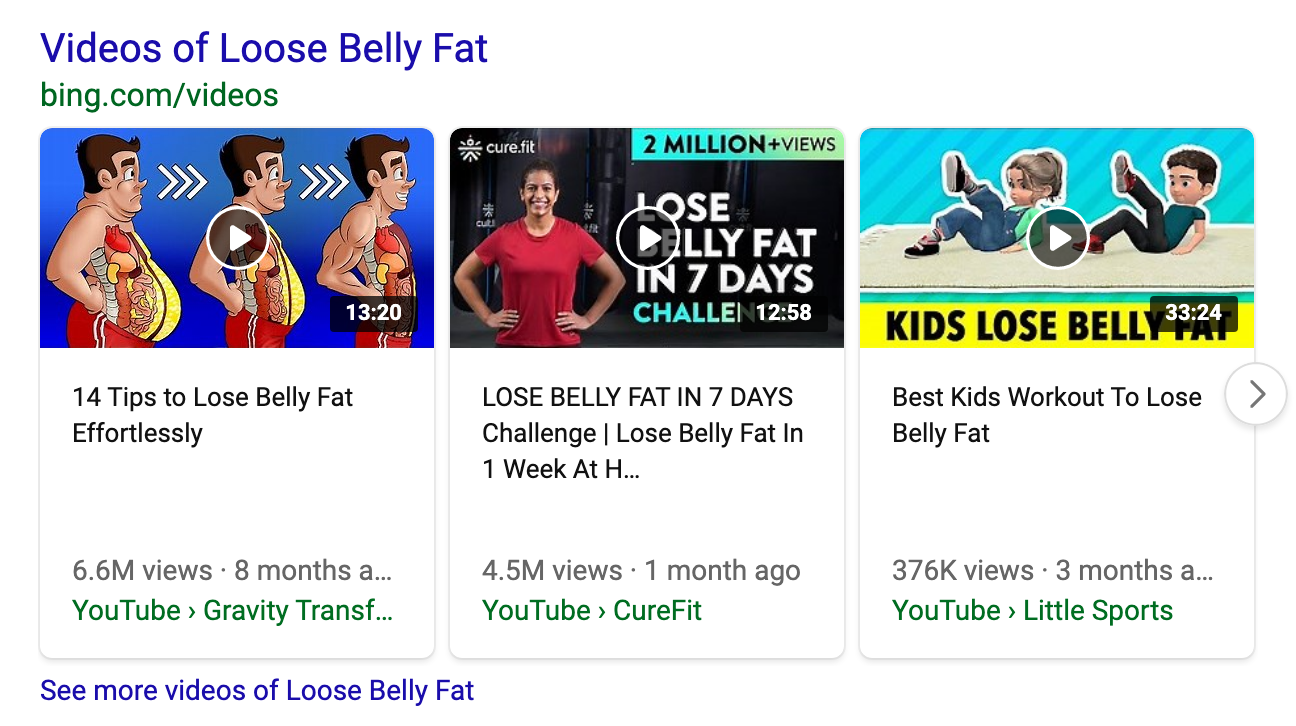 Videos of Loose Belly Fat
bing.com/videos
13:20
cure.fit
2 MILLION+VIEWS
LOSE
BELLY FAT
IN 7 DAYS
12:58
KIDS LOSE BELLY FAT
33:24
14 Tips to Lose Belly Fat
Effortlessly
LOSE BELLY FAT IN 7 DAYS
Challenge | Lose Belly Fat In
1 Week At H...
Best Kids Workout To Lose
Belly Fat
6.6M views · 8 months a...
4.5M views · 1 month ago
376K views · 3 months a...
YouTube › Gravity Transf...
YouTube › CureFit
YouTube › Little Sports
See more videos of Loose Belly Fat